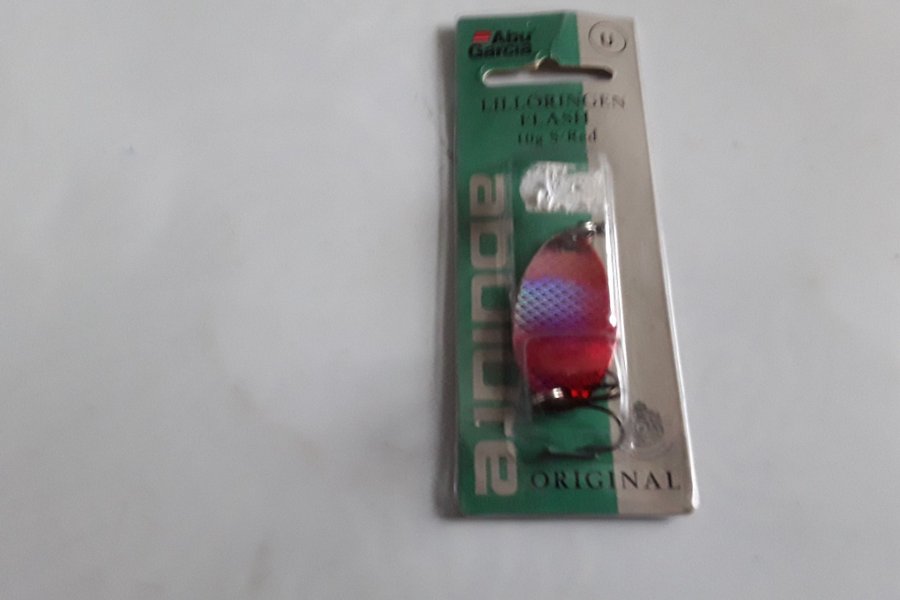 Abu
Garcia
U
LILLÖRINGEN
FLASH
10g S/Red
abulure
ORIGINAL